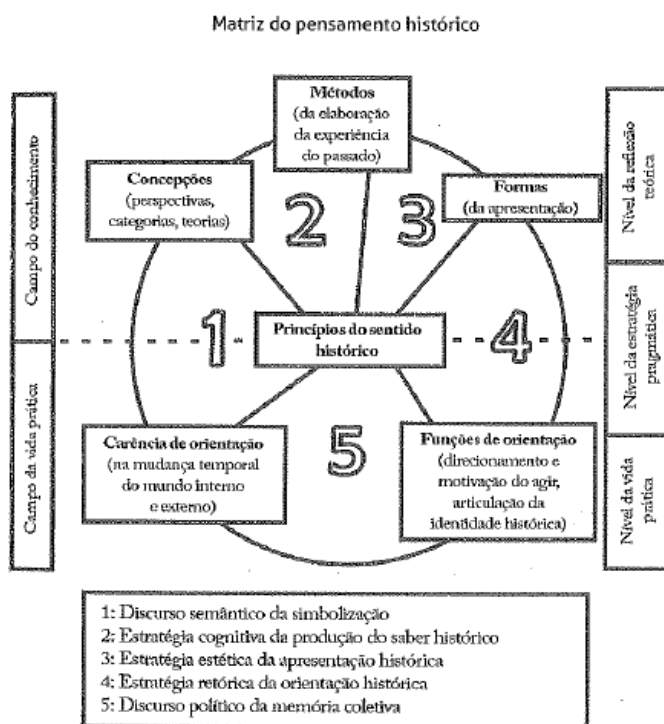 Matriz do pensamento histórico
Métodos
(da elaboração
da experiência
do passado)
Concepções
(perspectivas,
categorias, teorias)
Formas
(da apresentação)
2
3
1
4
5
Princípios do sentido
histórico
Carência de orientação
(na mudança temporal
do mundo interno
e externo)
Funções de orientação
(direcionamento e
motivação do agir,
articulação da
identidade histórica)
Campo do conhecimento
Campo da vida prática
Nível da reflexão
teórica
Nível da estratégia
pragmática
Nível da vida
prática
1: Discurso semântico da simbolização
2: Estratégia cognitiva da produção do saber histórico
3: Estratégia estética da apresentação histórica
4: Estratégia retórica da orientação histórica
5: Discurso político da memória coletiva